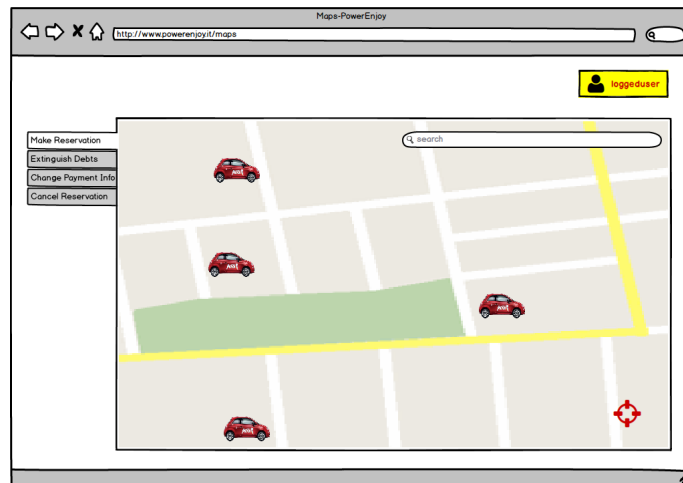 Maps-PowerEnjoy
http://www.powerenjoy.it/maps
loggeduser
Make Reservation
Extinguish Debts
Change Payment Info
Cancel Reservation
search